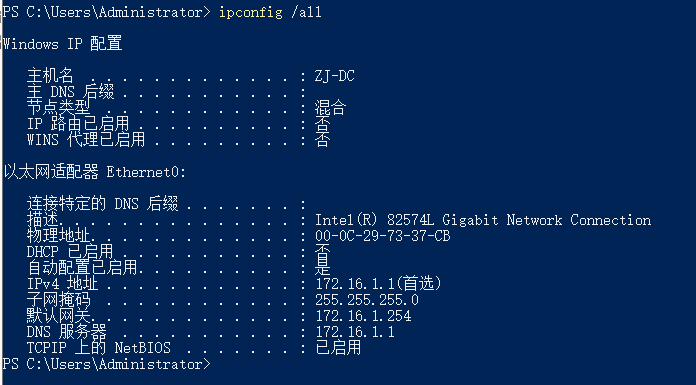 PS C:\Users\Administrator> ipconfig /all
Windows IP 配置
主机名 . . . . . . . . . . . . . : ZJ-DC
主 DNS 后缀 . . . . . . . . . . . :
节点类型 . . . . . . . . . . . . : 混合
IP 路由已启用 . . . . . . . . . . : 否
WINS 代理已启用 . . . . . . . . . : 否
以太网适配器 Ethernet0:
连接特定的 DNS 后缀 . . . . . . . :
描述. . . . . . . . . . . . . . . : Intel(R) 82574L Gigabit Network Connection
物理地址. . . . . . . . . . . . . : 00-0C-29-73-37-CB
DHCP 已启用 . . . . . . . . . . . : 否
自动配置已启用. . . . . . . . . . : 是
IPv4 地址 . . . . . . . . . . . . : 172.16.1.1(首选)
子网掩码 . . . . . . . . . . . . : 255.255.255.0
默认网关. . . . . . . . . . . . . : 172.16.1.254
DNS 服务器 . . . . . . . . . . . : 172.16.1.1
TCPIP 上的 NetBIOS . . . . . . . : 已启用
PS C:\Users\Administrator>